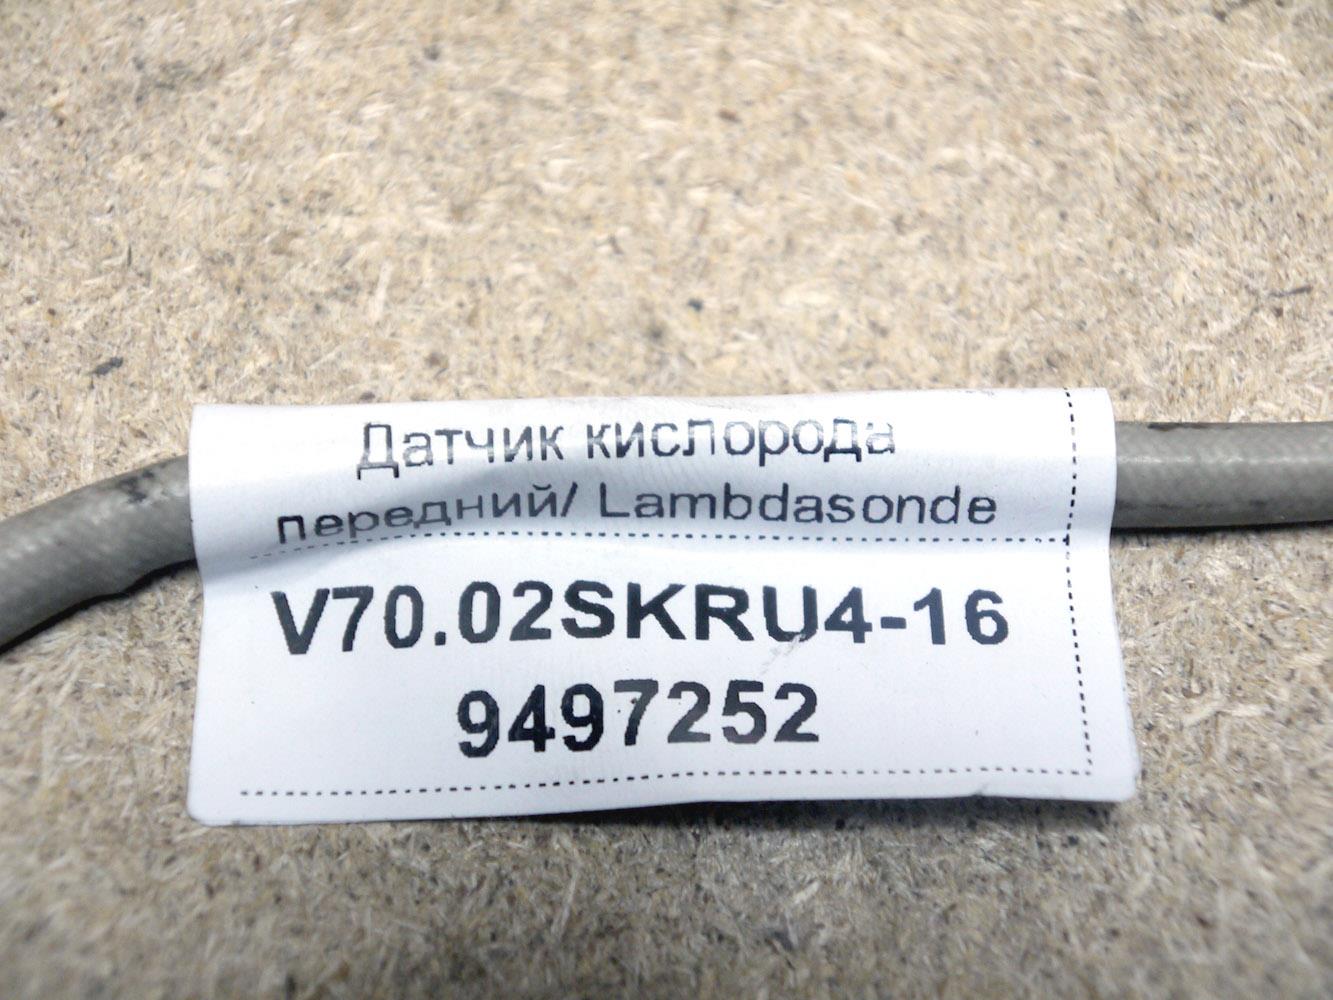 Датчик кислорода
передний/ Lambdasonde
V70.02SKRU4-16
9497252